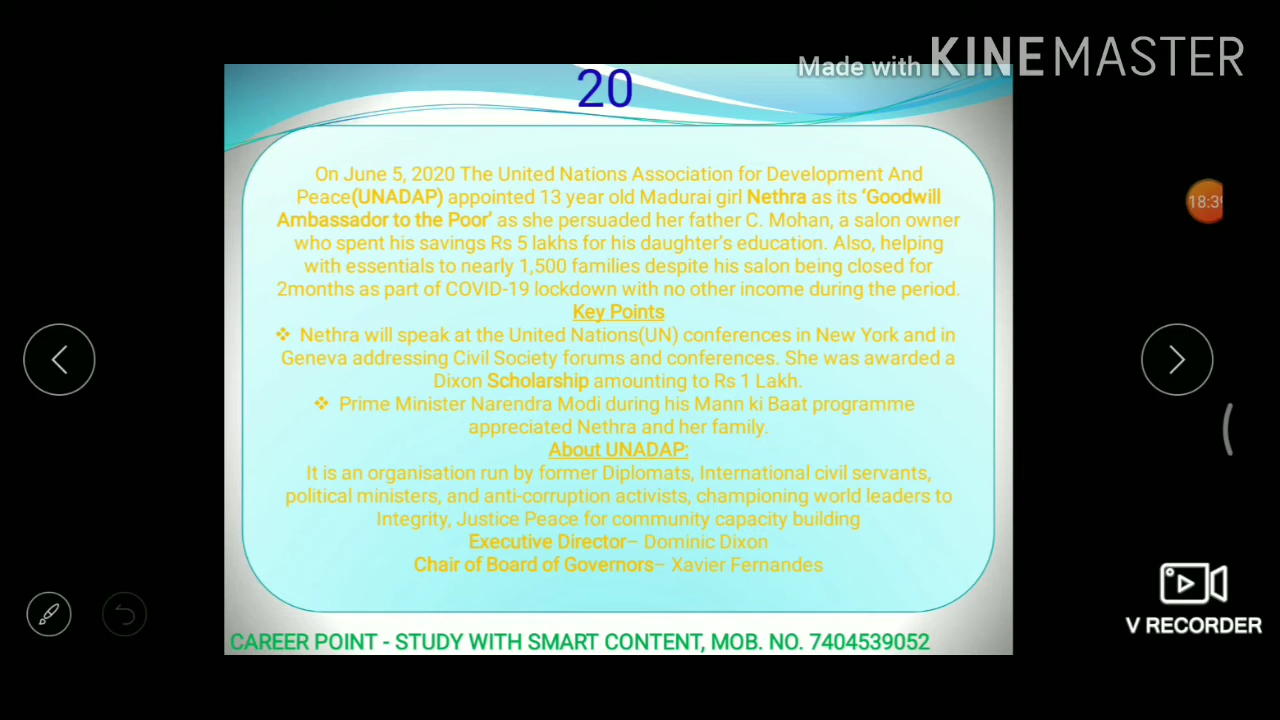 Made with KINEMASTER
20
On June 5, 2020 The United Nations Association for Development And
Peace(UNADAP) appointed 13 year old Madurai girl Nethra as its ‘Goodwill
Ambassador to the Poor’ as she persuaded her father C. Mohan, a salon owner
who spent his savings Rs 5 lakhs for his daughter’s education. Also, helping
with essentials to nearly 1,500 families despite his salon being closed for
2months as part of COVID-19 lockdown with no other income during the period.
Key Points
❖ Nethra will speak at the United Nations(UN) conferences in New York and in
Geneva addressing Civil Society forums and conferences. She was awarded a
Dixon Scholarship amounting to Rs 1 Lakh.
❖ Prime Minister Narendra Modi during his Mann ki Baat programme
appreciated Nethra and her family.
About UNADAP:
It is an organisation run by former Diplomats, International civil servants,
political ministers, and anti-corruption activists, championing world leaders to
Integrity, Justice Peace for community capacity building
Executive Director– Dominic Dixon
Chair of Board of Governors– Xavier Fernandes
CAREER POINT - STUDY WITH SMART CONTENT, MOB. NO. 7404539052
V RECORDER